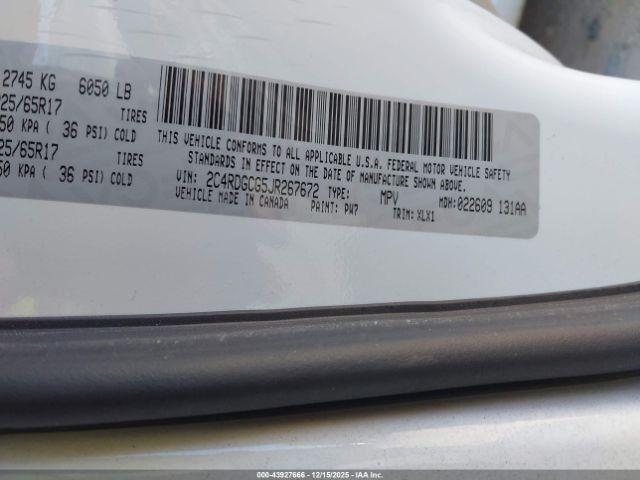 2745 KG 6050 LB
25/65R17 TIRES
50 KPA ( 36 PSI) COLD
25/65R17 TIRES
50 KPA ( 36 PSI) COLD
THIS VEHICLE CONFORMS TO ALL APPLICABLE U.S.A. FEDERAL MOTOR VEHICLE SAFETY
STANDARDS IN EFFECT ON THE DATE OF MANUFACTURE SHOWN ABOVE.
VIN: 2C4RDGCG5JR267672 TYPE: MPV MDH:022609 131AA
VEHICLE MADE IN CANADA PAINT: PW7 TRIM: XLX1
000-43927666 - 12/15/2025 - IAAI, Inc.